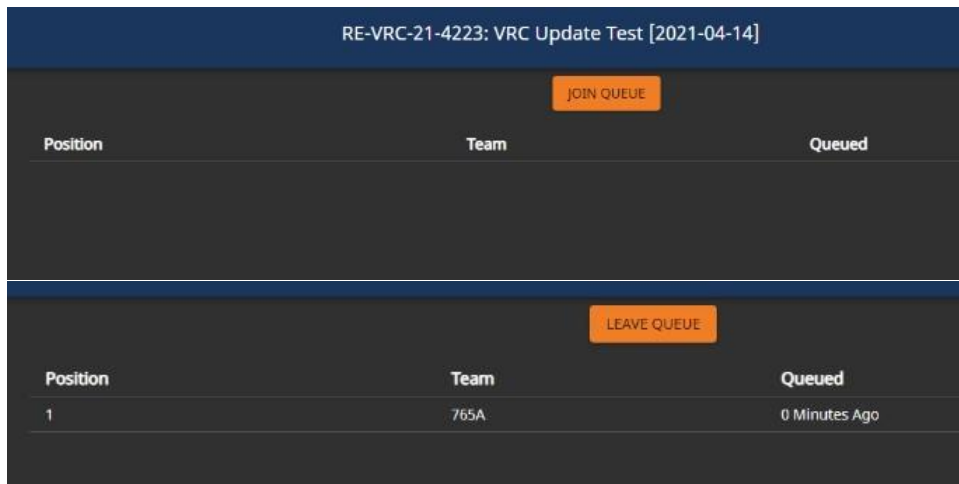 RE-VRC-21-4223: VRC Update Test [2021-04-14]
JOIN QUEUE
Position Team Queued
LEAVE QUEUE
Position Team Queued
1 765A 0 Minutes Ago